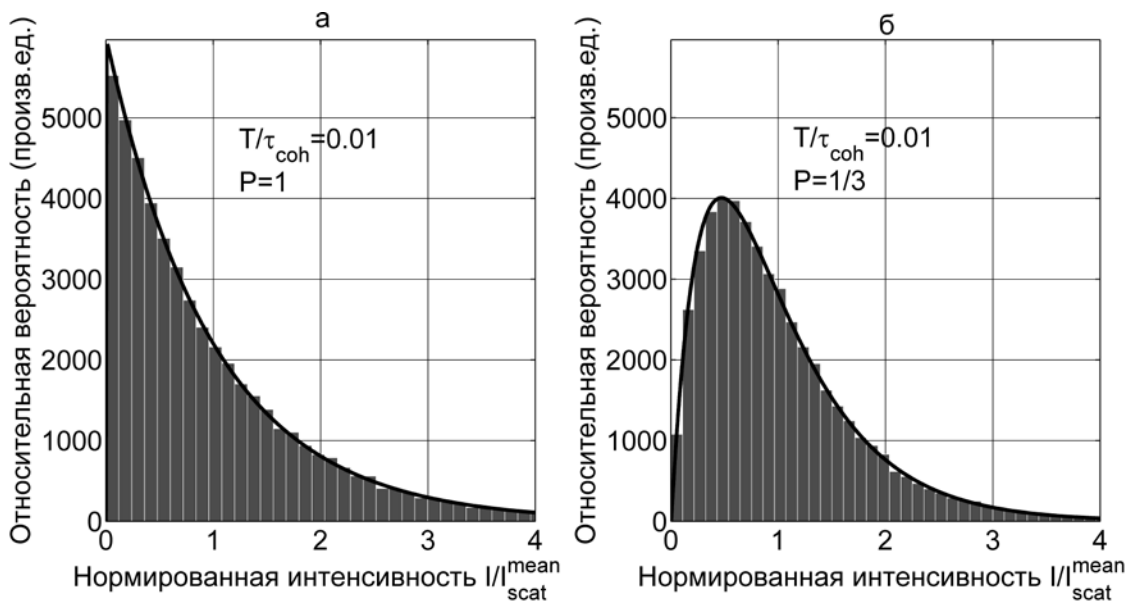 а
Относительная вероятность (произв.ед.)
5000
4000
3000
2000
1000
0
T/τcoh=0.01
P=1
0 1 2 3 4
Нормированная интенсивность I/I scat mean
б
Относительная вероятность (произв.ед.)
5000
4000
3000
2000
1000
0
T/τcoh=0.01
P=1/3
0 1 2 3 4
Нормированная интенсивность I/I scat mean